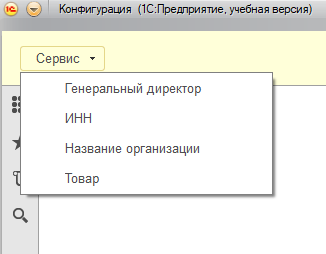 Конфигурация (1С:Предприятие, учебная версия)
Сервис
Генеральный директор
ИНН
Название организации
Товар